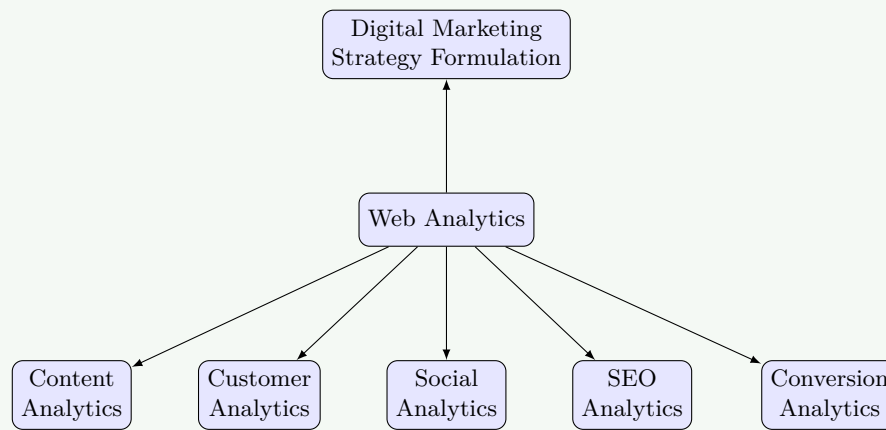 Digital Marketing
Strategy Formulation
Web Analytics
Content
Analytics
Customer
Analytics
Social
Analytics
SEO
Analytics
Conversion
Analytics